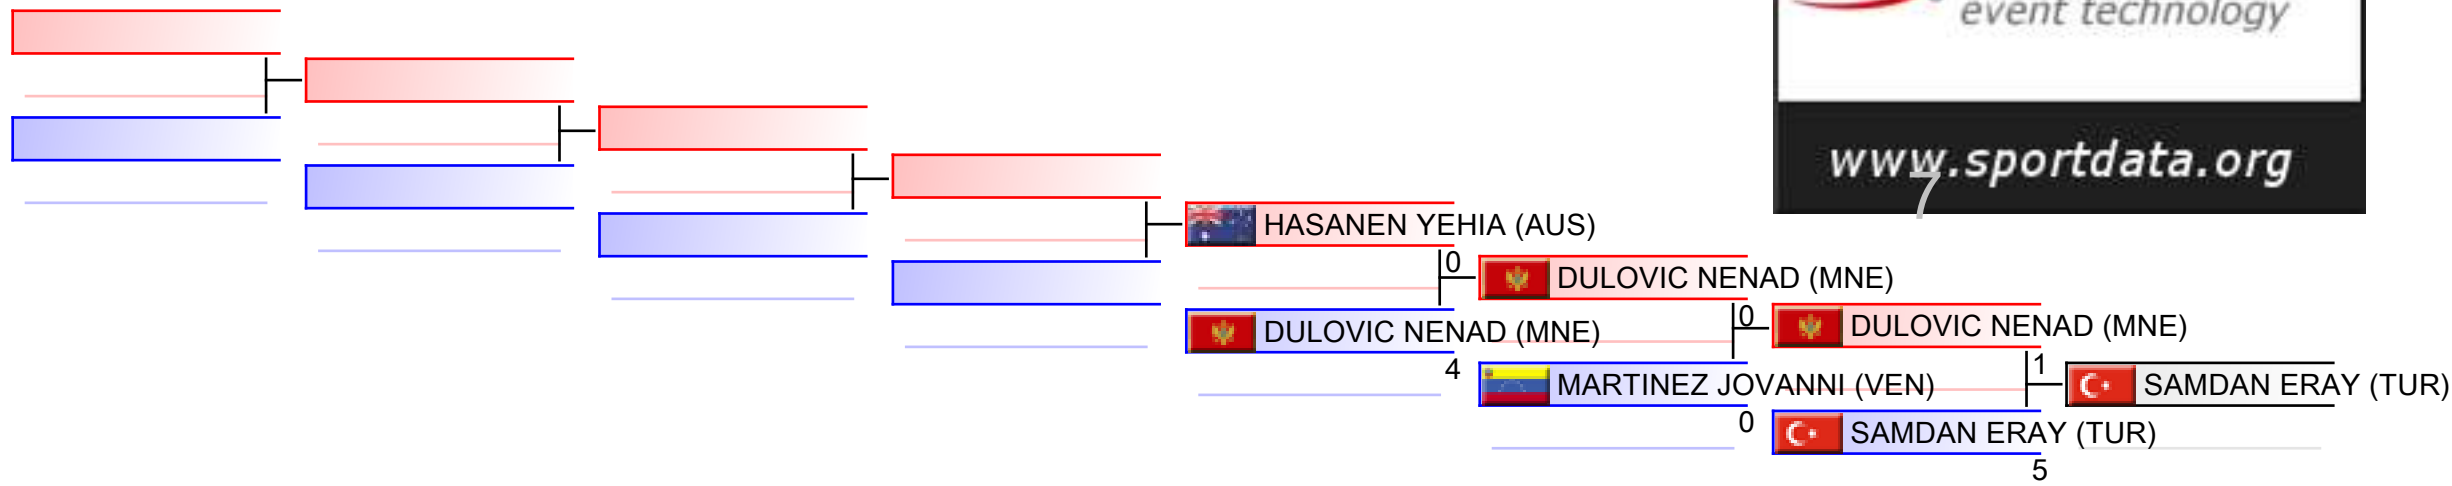 event technology
www.sportdata.org
7
HASANEN YEHIA (AUS)
0
DULOVIC NENAD (MNE)
DULOVIC NENAD (MNE)
4
0
DULOVIC NENAD (MNE)
MARTINEZ JOVANNI (VEN)
0
1
SAMDAN ERAY (TUR)
SAMDAN ERAY (TUR)
5